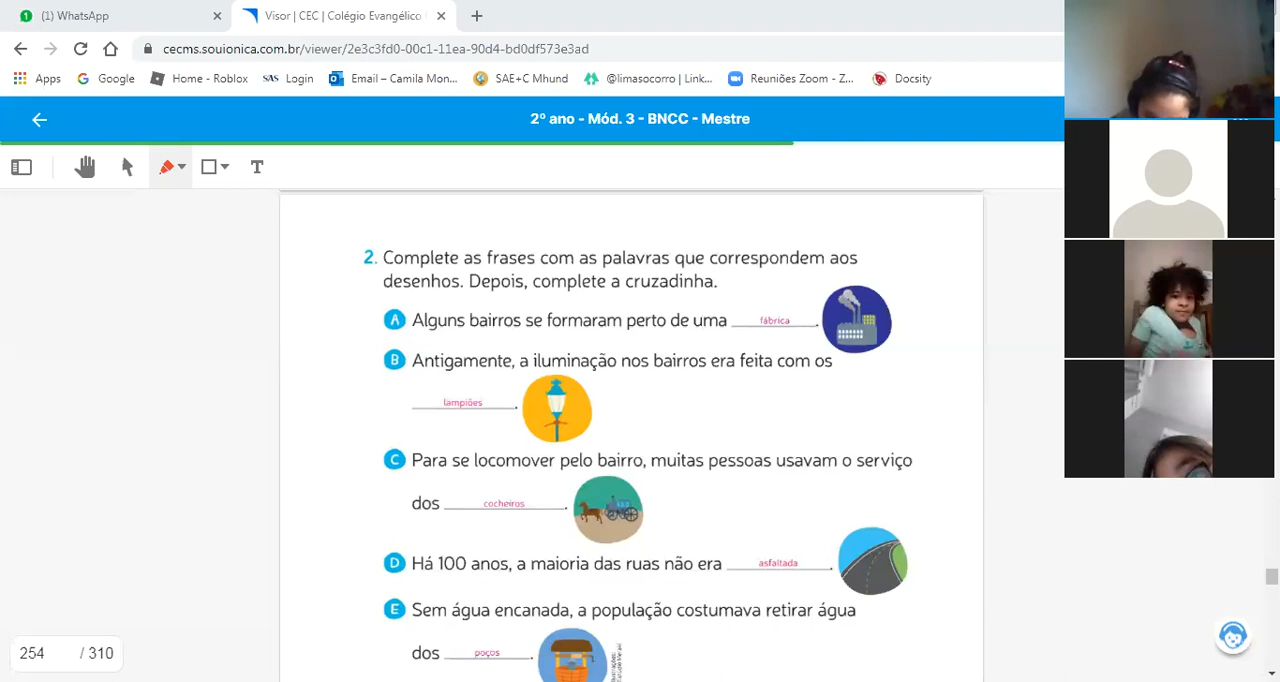 (1) WhatsApp
Visor | CEC | Colégio Evangélico
cecms.souionica.com.br/viewer/2e3c3fd0-00c1-11ea-90d4-bd0df573e3ad
Apps Google Home - Roblox SAS Login Email – Camila Mon... SAE+C Mhund @limasocorro | Link... Reuniões Zoom - Z... Docsity
2º ano - Mód. 3 - BNCC - Mestre
T
2. Complete as frases com as palavras que correspondem aos
desenhos. Depois, complete a cruzadinha.
A Alguns bairros se formaram perto de uma fábrica.
B Antigamente, a iluminação nos bairros era feita com os
lampiões.
C Para se locomover pelo bairro, muitas pessoas usavam o serviço
dos cocheiros.
D Há 100 anos, a maioria das ruas não era asfaltada.
E Sem água encanada, a população costumava retirar água
dos poços.
254 / 310